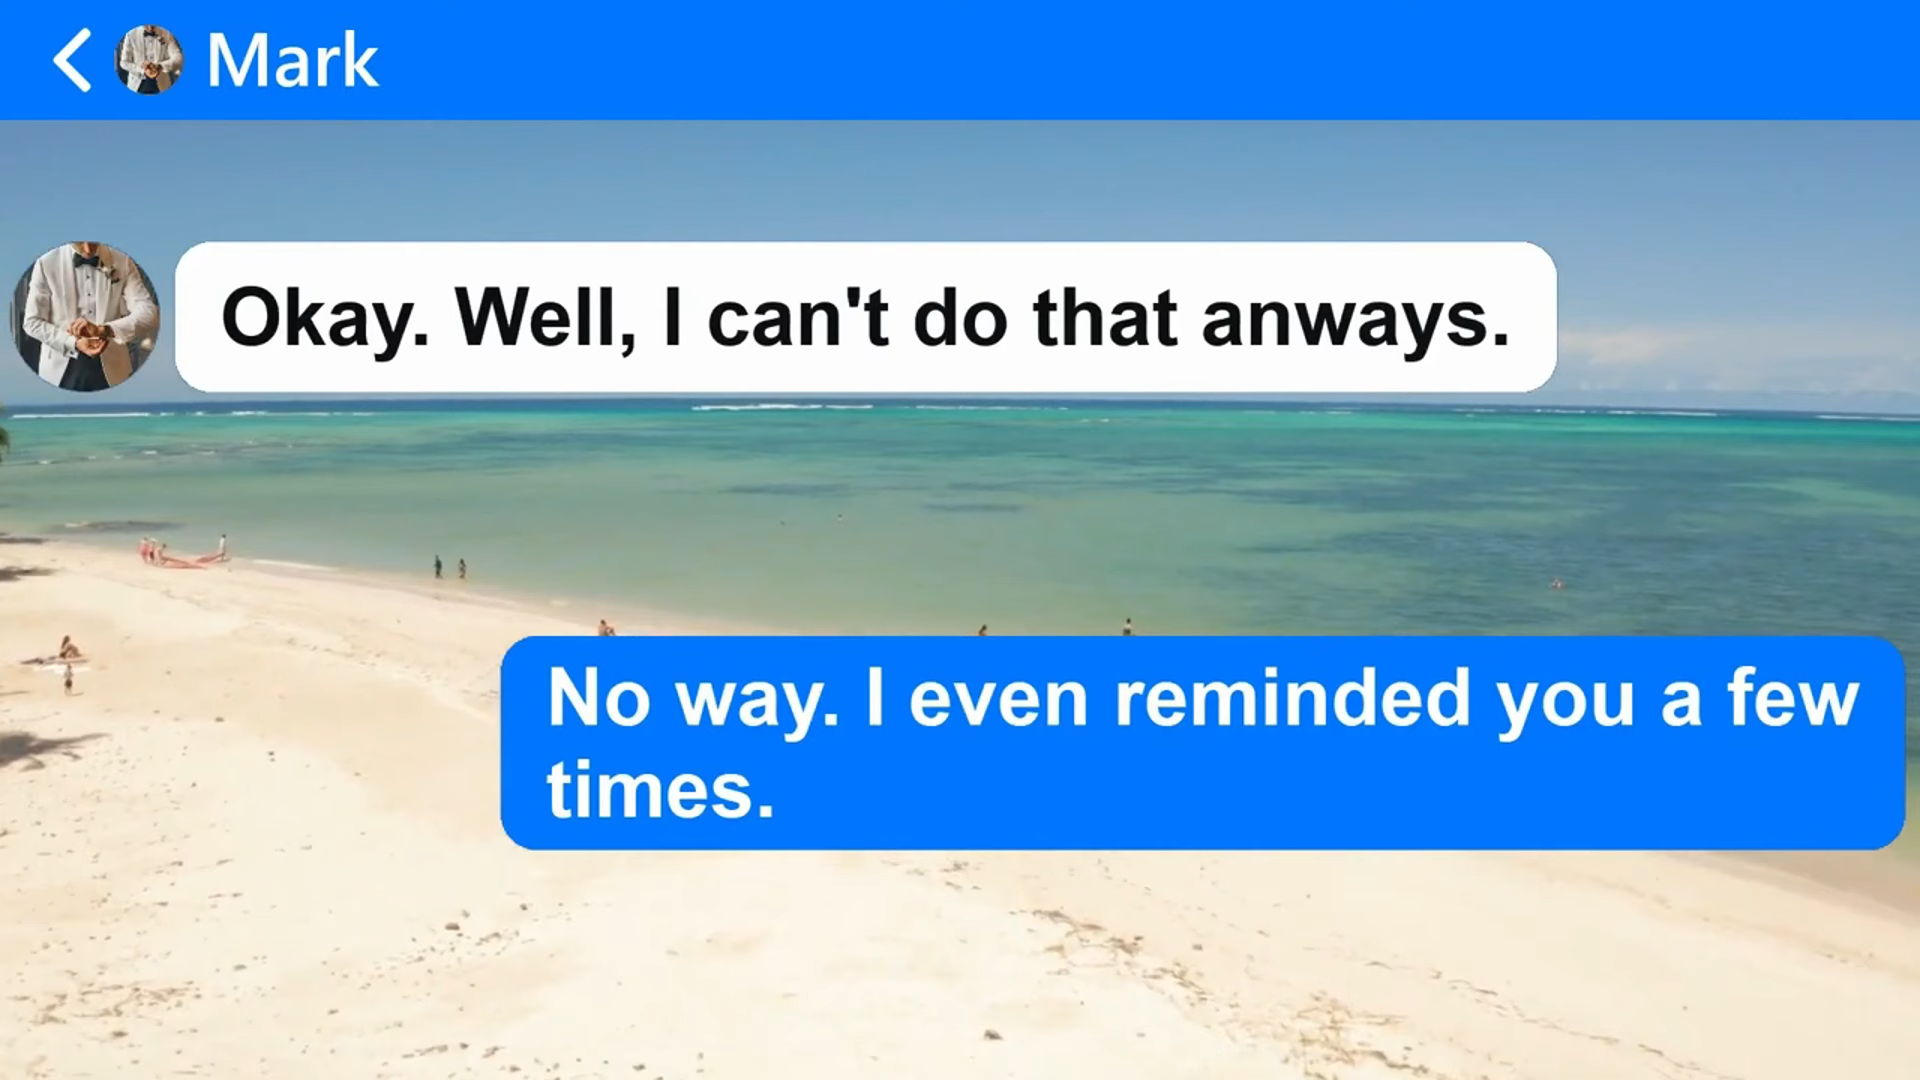 Mark
Okay. Well, I can't do that anways.
No way. I even reminded you a few
times.